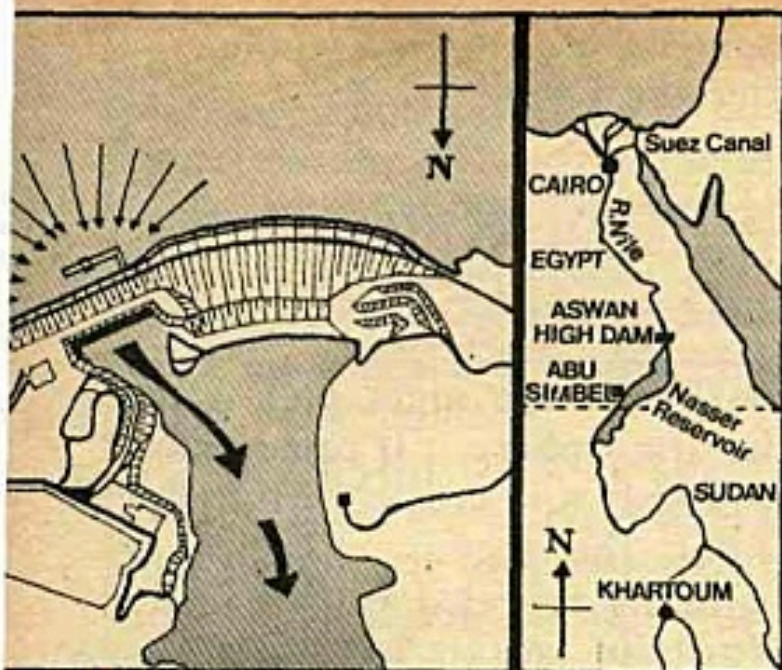 N
Suez Canal
CAIRO
R.Nile
EGYPT
ASWAN
HIGH DAM
ABU
SIMBEL
Nasser
Reservoir
SUDAN
N
KHARTOUM